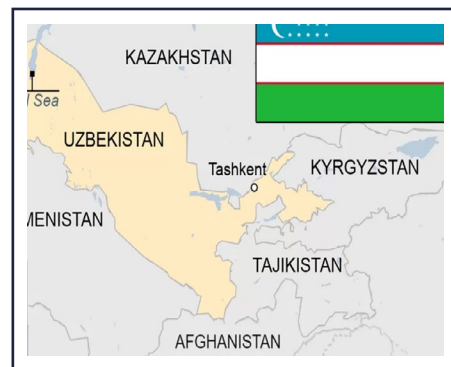 KAZAKHSTAN
l Sea
UZBEKISTAN
Tashkent
KYRGYZSTAN
MENISTAN
TAJIKISTAN
AFGHANISTAN